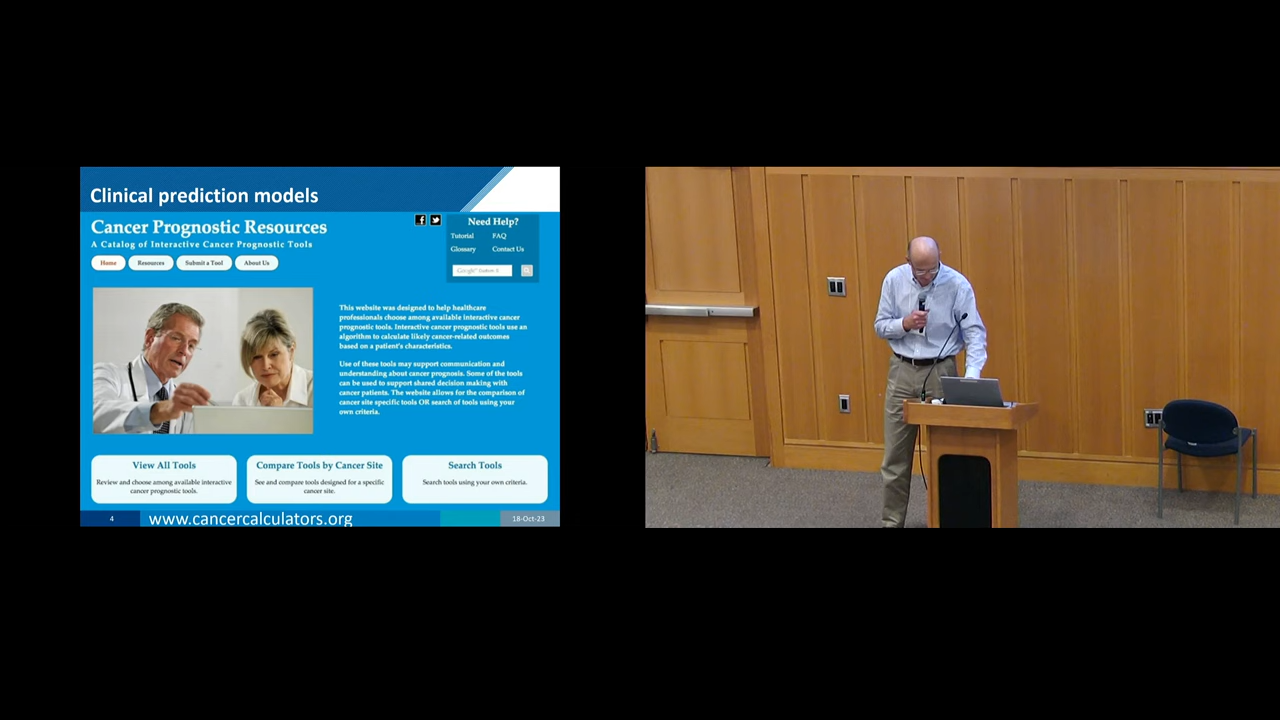 Clinical prediction models
Cancer Prognostic Resources
A Catalog of Interactive Cancer Prognostic Tools
Home Resources Submit a Tool About Us
Need Help?
Tutorial FAQ
Glossary Contact Us
This website was designed to help healthcare
professionals choose among available interactive cancer
prognostic tools. Interactive cancer prognostic tools use an
algorithm to calculate likely cancer-related outcomes
based on a patient's characteristics.
Use of these tools may support communication and
understanding about cancer prognosis. Some of the tools
can be used to support shared decision making with
cancer patients. The website allows for the comparison of
cancer site specific tools OR search of tools using your
own criteria.
View All Tools
Review and choose among available interactive
cancer prognostic tools.
Compare Tools by Cancer Site
See and compare tools designed for a specific
cancer site.
Search Tools
Search tools using your own criteria.
4
www.cancercalculators.org
18-Oct-23